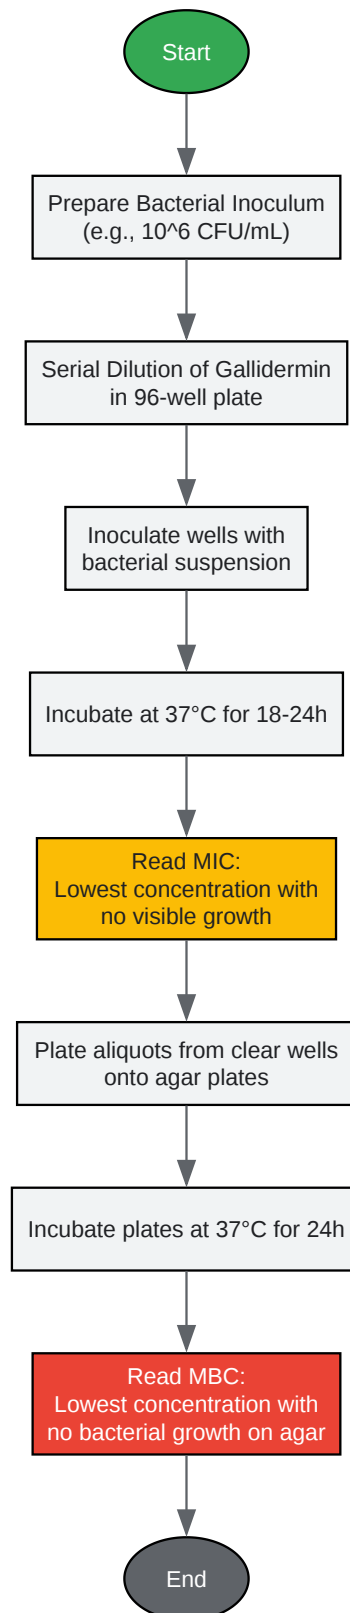 Start
Prepare Bacterial Inoculum
(e.g., 10^6 CFU/mL)
Serial Dilution of Gallidermin
in 96-well plate
Inoculate wells with
bacterial suspension
Incubate at 37°C for 18-24h
Read MIC:
Lowest concentration with
no visible growth
Plate aliquots from clear wells
onto agar plates
Incubate plates at 37°C for 24h
Read MBC:
Lowest concentration with
no bacterial growth on agar
End